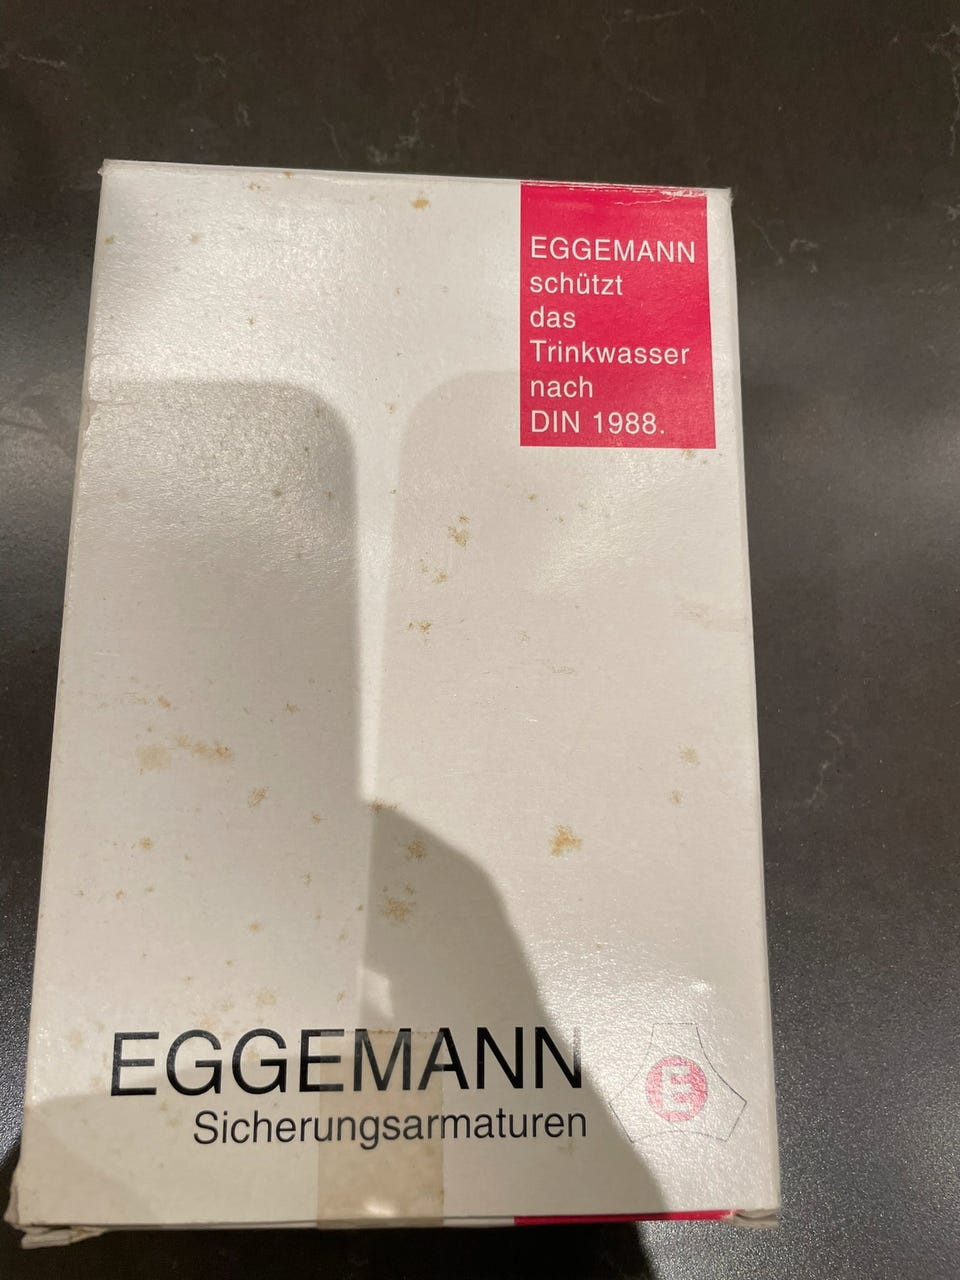 EGGEMANN
schützt
das
Trinkwasser
nach
DIN 1988.
EGGEMANN
Sicherungsarmaturen
E